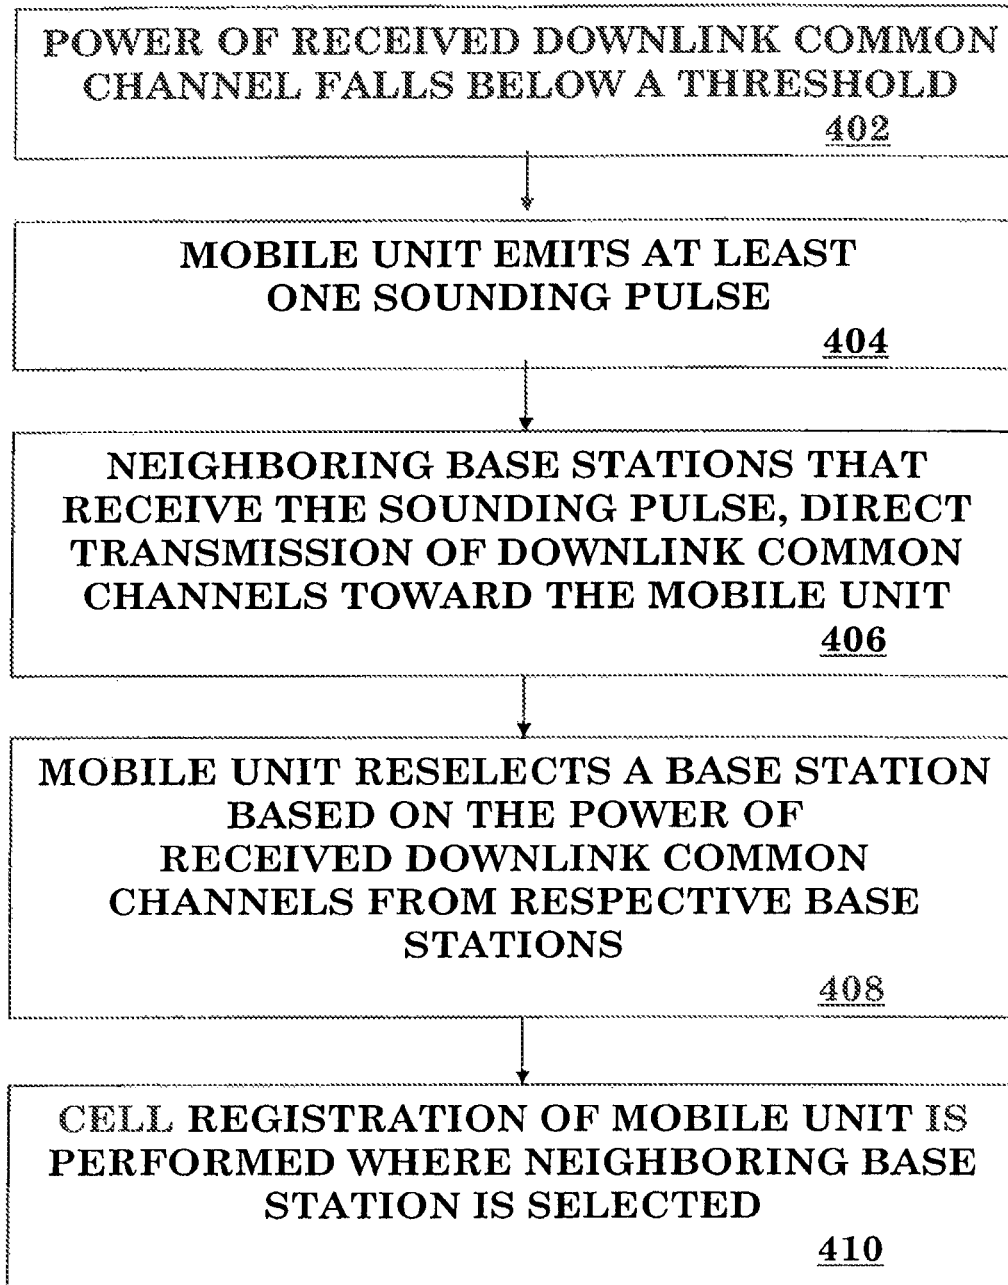 POWER OF RECEIVED DOWNLINK COMMON
CHANNEL FALLS BELOW A THRESHOLD
402
MOBILE UNIT EMITS AT LEAST
ONE SOUNDING PULSE
404
NEIGHBORING BASE STATIONS THAT
RECEIVE THE SOUNDING PULSE, DIRECT
TRANSMISSION OF DOWNLINK COMMON
CHANNELS TOWARD THE MOBILE UNIT
406
MOBILE UNIT RESELECTS A BASE STATION
BASED ON THE POWER OF
RECEIVED DOWNLINK COMMON
CHANNELS FROM RESPECTIVE BASE
STATIONS
408
CELL REGISTRATION OF MOBILE UNIT IS
PERFORMED WHERE NEIGHBORING BASE
STATION IS SELECTED
410